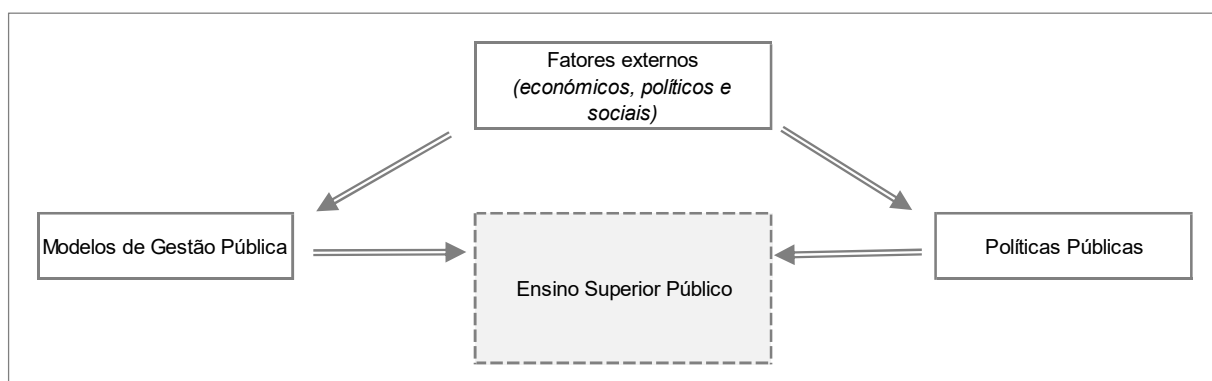 Fatores externos
(económicos, políticos e
sociais)
Modelos de Gestão Pública
Políticas Públicas
Ensino Superior Público